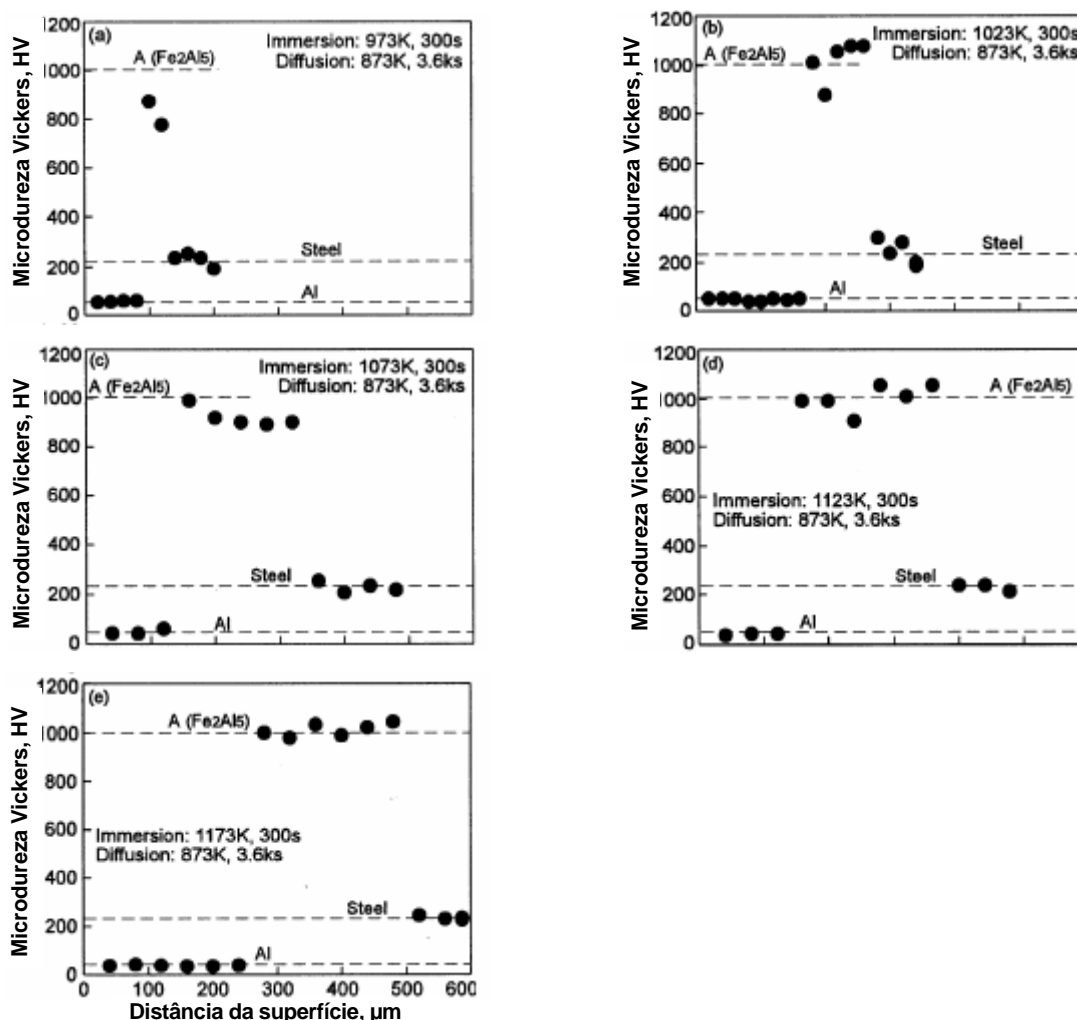 Microdureza Vickers, HV
1200
1000
800
600
400
200
0
(a)
Immersion: 973K, 300s
Diffusion: 873K, 3.6ks
A (Fe2Al5)
Steel
Al
Microdureza Vickers, HV
1200
1000
800
600
400
200
0
(b)
Immersion: 1023K, 300s
Diffusion: 873K, 3.6ks
A (Fe2Al5)
Steel
Al
Microdureza Vickers, HV
1200
1000
800
600
400
200
0
(c)
Immersion: 1073K, 300s
Diffusion: 873K, 3.6ks
A (Fe2Al5)
Steel
Al
Microdureza Vickers, HV
1200
1000
800
600
400
200
0
(d)
A (Fe2Al5)
Immersion: 1123K, 300s
Diffusion: 873K, 3.6ks
Steel
Al
Microdureza Vickers, HV
1200
1000
800
600
400
200
0
(e)
A (Fe2Al5)
Immersion: 1173K, 300s
Diffusion: 873K, 3.6ks
Steel
Al
0 100 200 300 400 500 600
Distância da superfície, µm